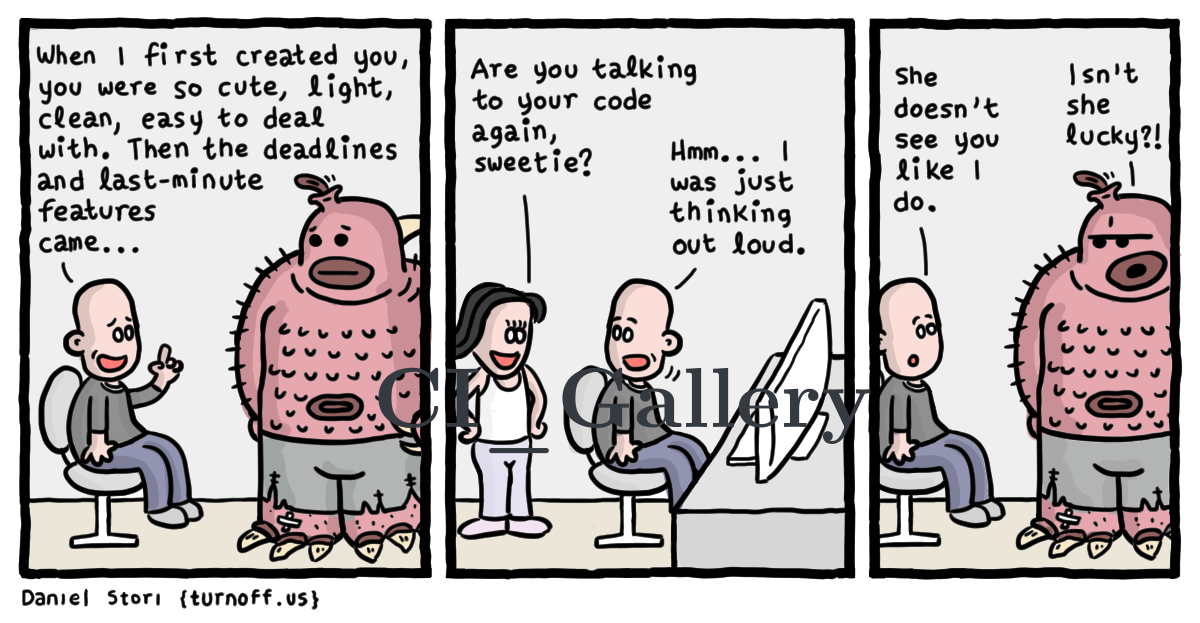 When I first created you,
you were so cute, light,
clean, easy to deal
with. Then the deadlines
and last-minute
features
came...
Are you talking
to your code
again,
sweetie?
Hmm... I
was just
thinking
out loud.
She
doesn't
see you
like I
do.
Isn't
she
lucky?!
CI_Gallery
Daniel Stori {turnoff.us}